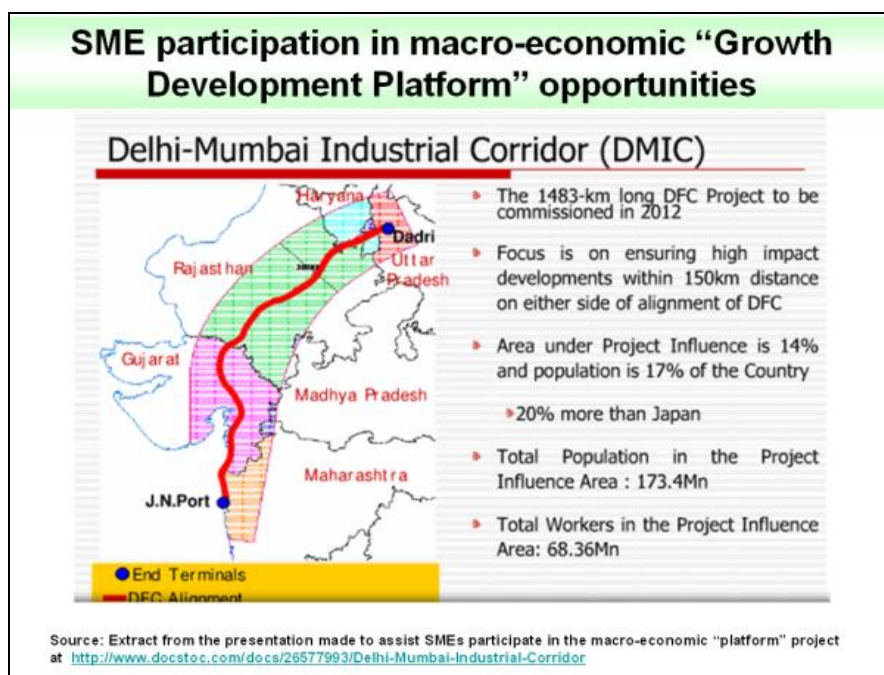 SME participation in macro-economic “Growth
Development Platform” opportunities
Delhi-Mumbai Industrial Corridor (DMIC)
Haryana
Dadri
Uttar
Pradesh
Rajasthan
Gujarat
Madhya Pradesh
Maharashtra
J.N.Port
End Terminals
DFC Alignment
The 1483-km long DFC Project to be
commissioned in 2012
Focus is on ensuring high impact
developments within 150km distance
on either side of alignment of DFC
Area under Project Influence is 14%
and population is 17% of the Country
20% more than Japan
Total Population in the Project
Influence Area : 173.4Mn
Total Workers in the Project Influence
Area: 68.36Mn
Source: Extract from the presentation made to assist SMEs participate in the macro-economic “platform” project
at http://www.docstoc.com/docs/26577993/Delhi-Mumbai-Industrial-Corridor